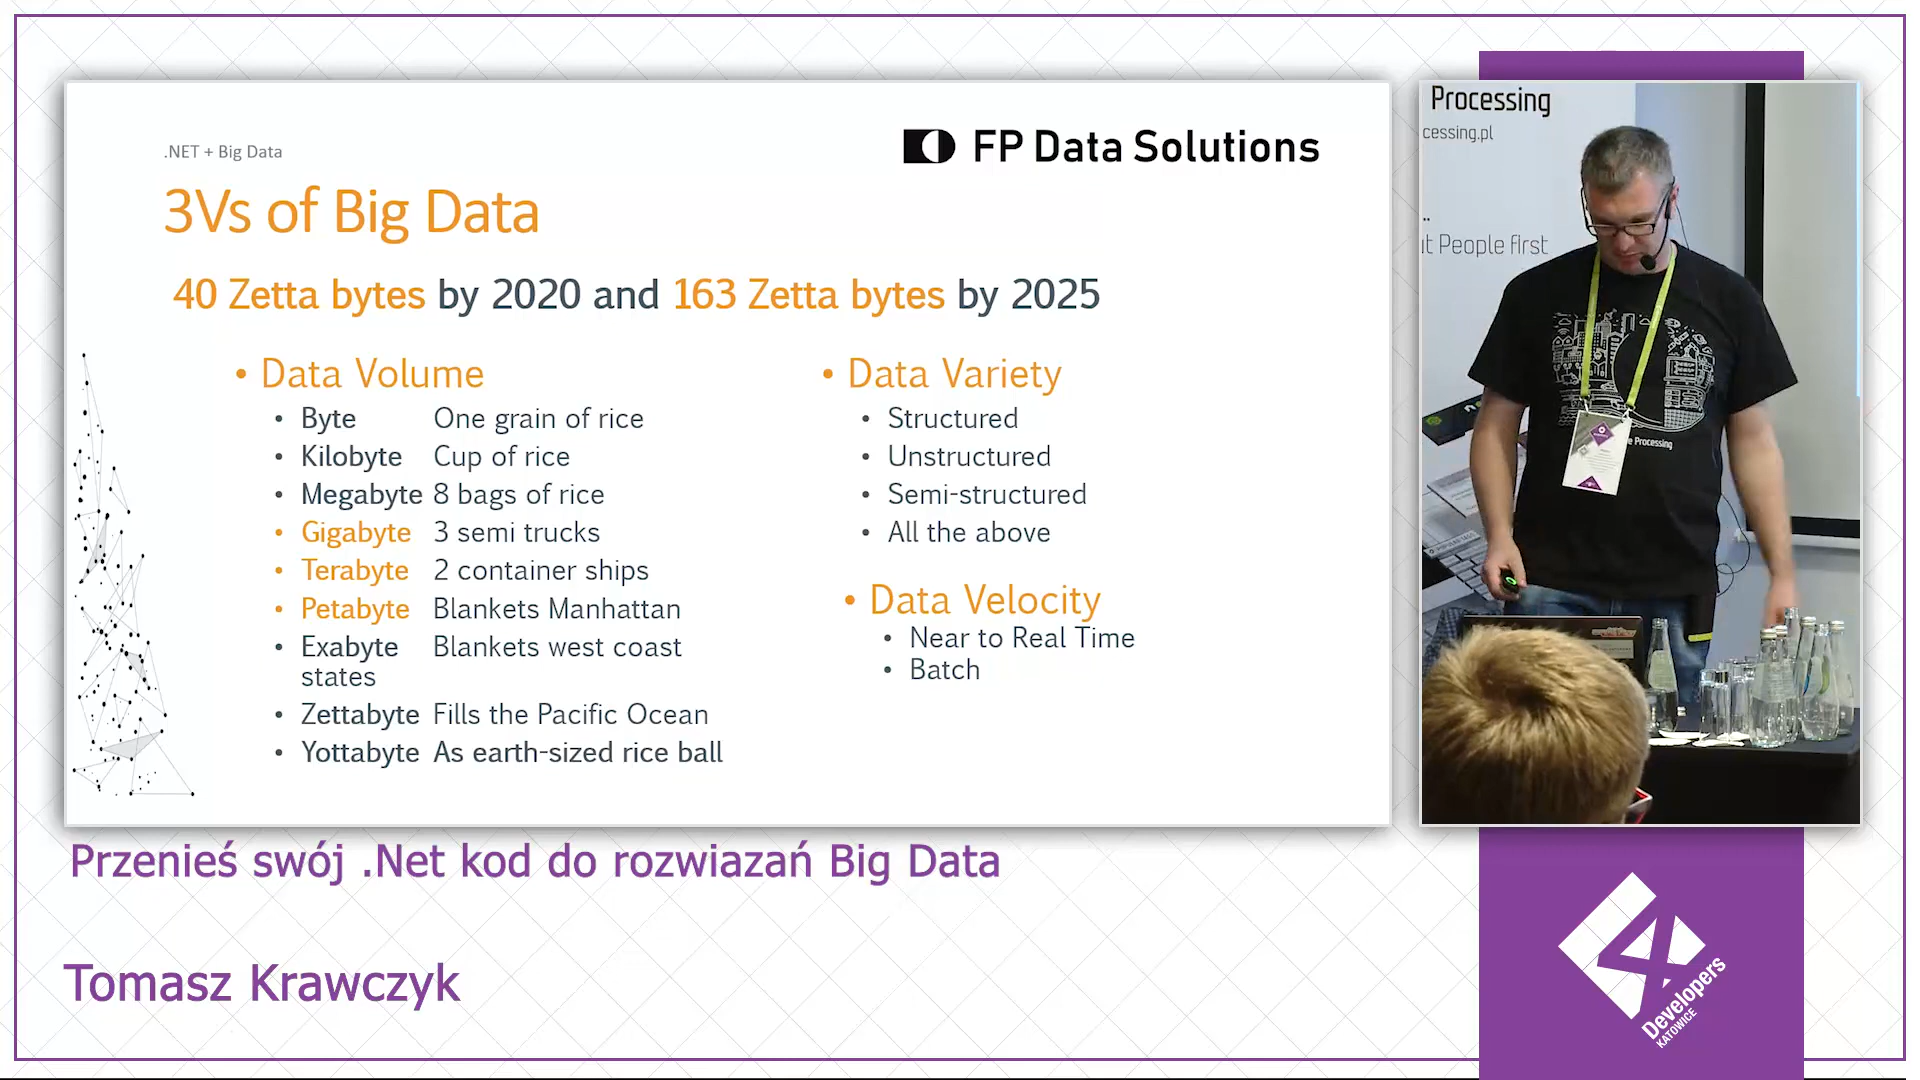 .NET + Big Data
FP Data Solutions
3Vs of Big Data
40 Zetta bytes by 2020 and 163 Zetta bytes by 2025
• Data Volume
• Byte One grain of rice
• Kilobyte Cup of rice
• Megabyte 8 bags of rice
• Gigabyte 3 semi trucks
• Terabyte 2 container ships
• Petabyte Blankets Manhattan
• Exabyte Blankets west coast
states
• Zettabyte Fills the Pacific Ocean
• Yottabyte As earth-sized rice ball
• Data Variety
• Structured
• Unstructured
• Semi-structured
• All the above
• Data Velocity
• Near to Real Time
• Batch
Processing
cessing.pl
t People first
Processing
Przenieś swój .Net kod do rozwiazań Big Data
Tomasz Krawczyk
4
Developers
KATOWICE